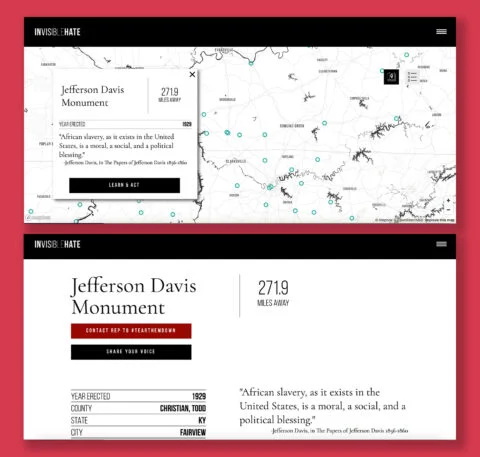 INVISIBLEHATE
Jefferson Davis
Monument
271.9
MILES AWAY
YEAR ERECTED 1929
"African slavery, as it exists in the United
States, is a moral, a social, and a political
blessing."
-Jefferson Davis, in The Papers of Jefferson Davis 1856-1860
LEARN & ACT
CLARKSVILLE
mapbox
INVISIBLEHATE
Jefferson Davis
Monument
271.9
MILES AWAY
CONTACT REP TO #TEARTHEMDOWN
SHARE YOUR VOICE
YEAR ERECTED 1929
COUNTY CHRISTIAN, TODD
STATE KY
CITY FAIRVIEW
"African slavery, as it exists in the
United States, is a moral, a social, and a
political blessing."
-Jefferson Davis, in The Papers of Jefferson Davis 1856-1860